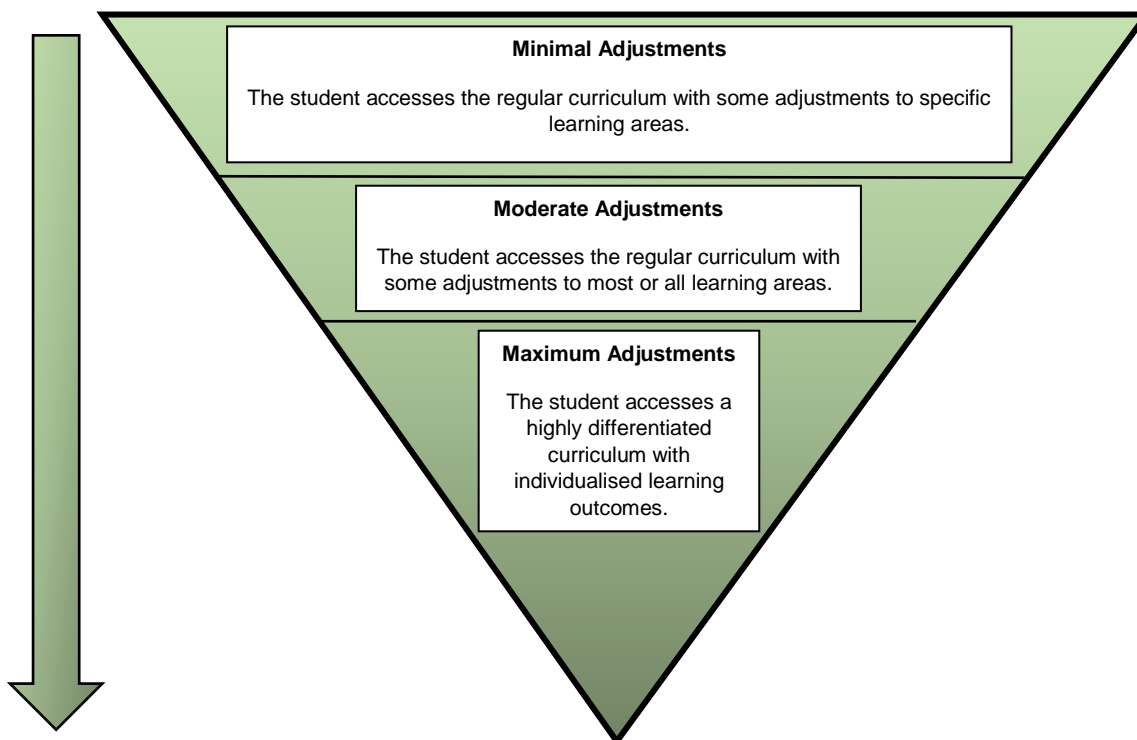 Minimal Adjustments
The student accesses the regular curriculum with some adjustments to specific
learning areas.
Moderate Adjustments
The student accesses the regular curriculum with
some adjustments to most or all learning areas.
Maximum Adjustments
The student accesses a
highly differentiated
curriculum with
individualised learning
outcomes.